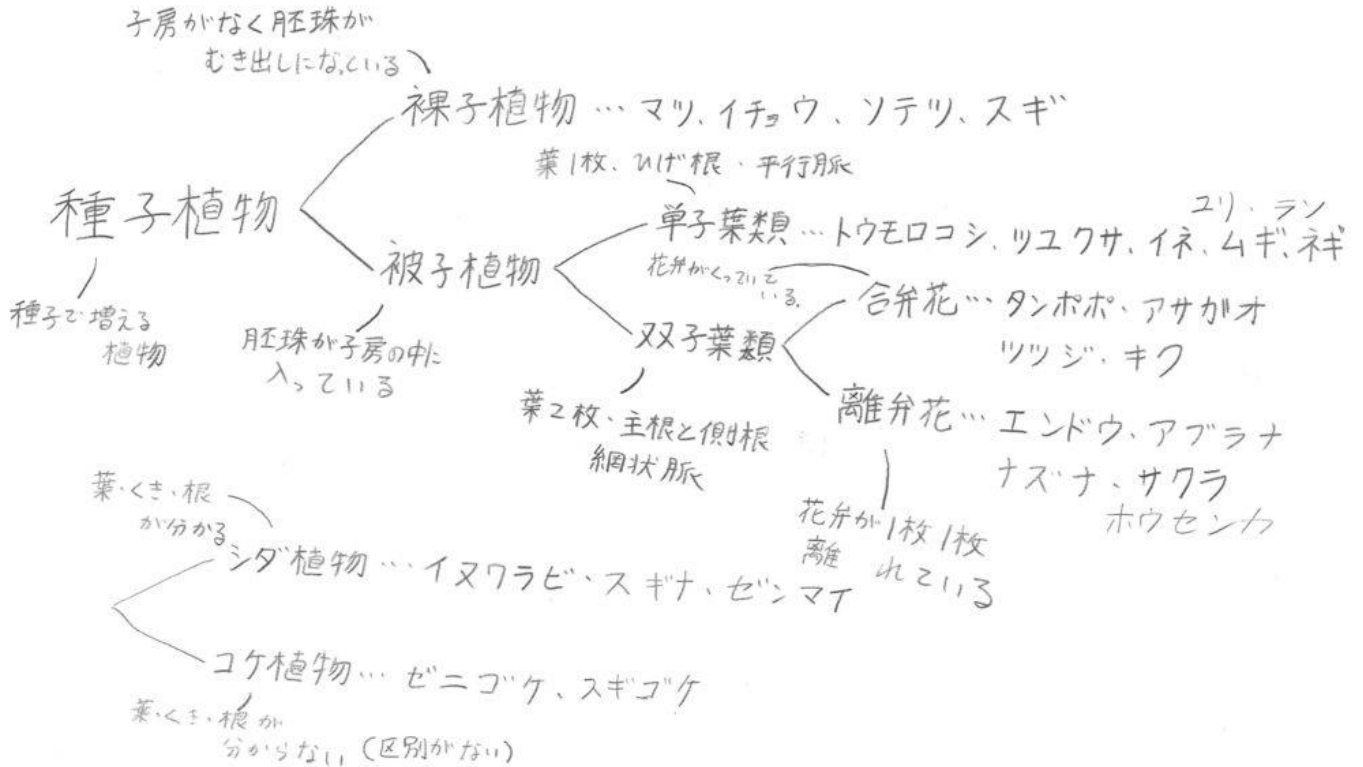 子房がなく胚珠が
むき出しになっている
裸子植物…マツ、イチョウ、ソテツ、スギ
葉1枚、ひげ根・平行脈
種子植物
ユリ・ラン
単子葉類…トウモロコシ、ツユクサ、イネ、ムギ、ネギ
被子植物
花弁がくっついて
いる。
合弁花…タンポポ・アサガオ
ツツジ・キク
種子で増える
植物
胚珠が子房の中に
入っている
双子葉類
葉2枚・主根と側根
網状脈
離弁花…エンドウ・アブラナ
ナズナ、サクラ
ホウセンカ
花弁が1枚1枚
離れている
葉・くき・根
が分かる
シダ植物…イヌワラビ・スギナ、ゼンマイ
コケ植物…ゼニゴケ、スギゴケ
葉・くき・根が
分からない(区別がない)